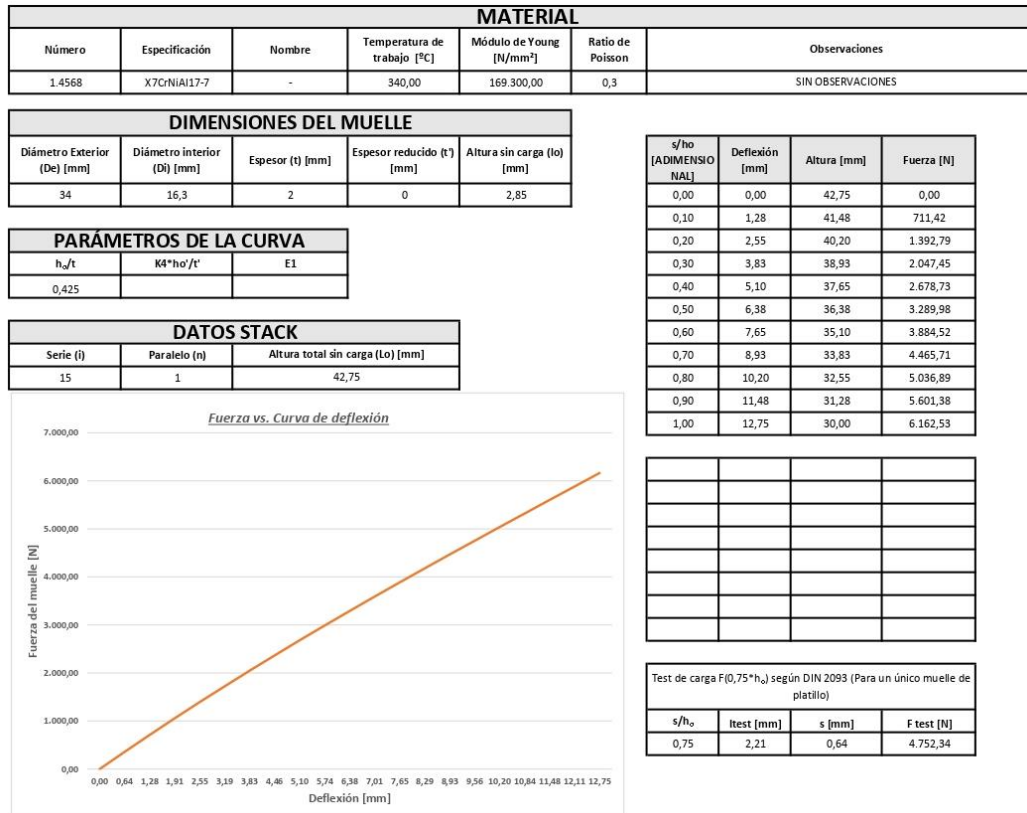 MATERIAL
Número Especificación Nombre Temperatura de trabajo [ºC] Módulo de Young [N/mm²] Ratio de Poisson Observaciones
1.4568 X7CrNiAl17-7 - 340,00 169.300,00 0,3 SIN OBSERVACIONES
DIMENSIONES DEL MUELLE
Diámetro Exterior (De) [mm] Diámetro interior (Di) [mm] Espesor (t) [mm] Espesor reducido (t') [mm] Altura sin carga (lo) [mm]
34 16,3 2 0 2,85
PARÁMETROS DE LA CURVA
hₒ/t K4*ho'/t' E1
0,425
DATOS STACK
Serie (i) Paralelo (n) Altura total sin carga (Lo) [mm]
15 1 42,75
s/ho [ADIMENSIONAL] Deflexión [mm] Altura [mm] Fuerza [N]
0,00 0,00 42,75 0,00
0,10 1,28 41,48 711,42
0,20 2,55 40,20 1.392,79
0,30 3,83 38,93 2.047,45
0,40 5,10 37,65 2.678,73
0,50 6,38 36,38 3.289,98
0,60 7,65 35,10 3.884,52
0,70 8,93 33,83 4.465,71
0,80 10,20 32,55 5.036,89
0,90 11,48 31,28 5.601,38
1,00 12,75 30,00 6.162,53
Fuerza vs. Curva de deflexión
Fuerza del muelle [N]
7.000,00
6.000,00
5.000,00
4.000,00
3.000,00
2.000,00
1.000,00
0,00
0,00 0,64 1,28 1,91 2,55 3,19 3,83 4,46 5,10 5,74 6,38 7,01 7,65 8,29 8,93 9,56 10,20 10,84 11,48 12,11 12,75
Deflexión [mm]
Test de carga F(0,75*hₒ) según DIN 2093 (Para un único muelle de platillo)
s/hₒ ltest [mm] s [mm] F test [N]
0,75 2,21 0,64 4.752,34